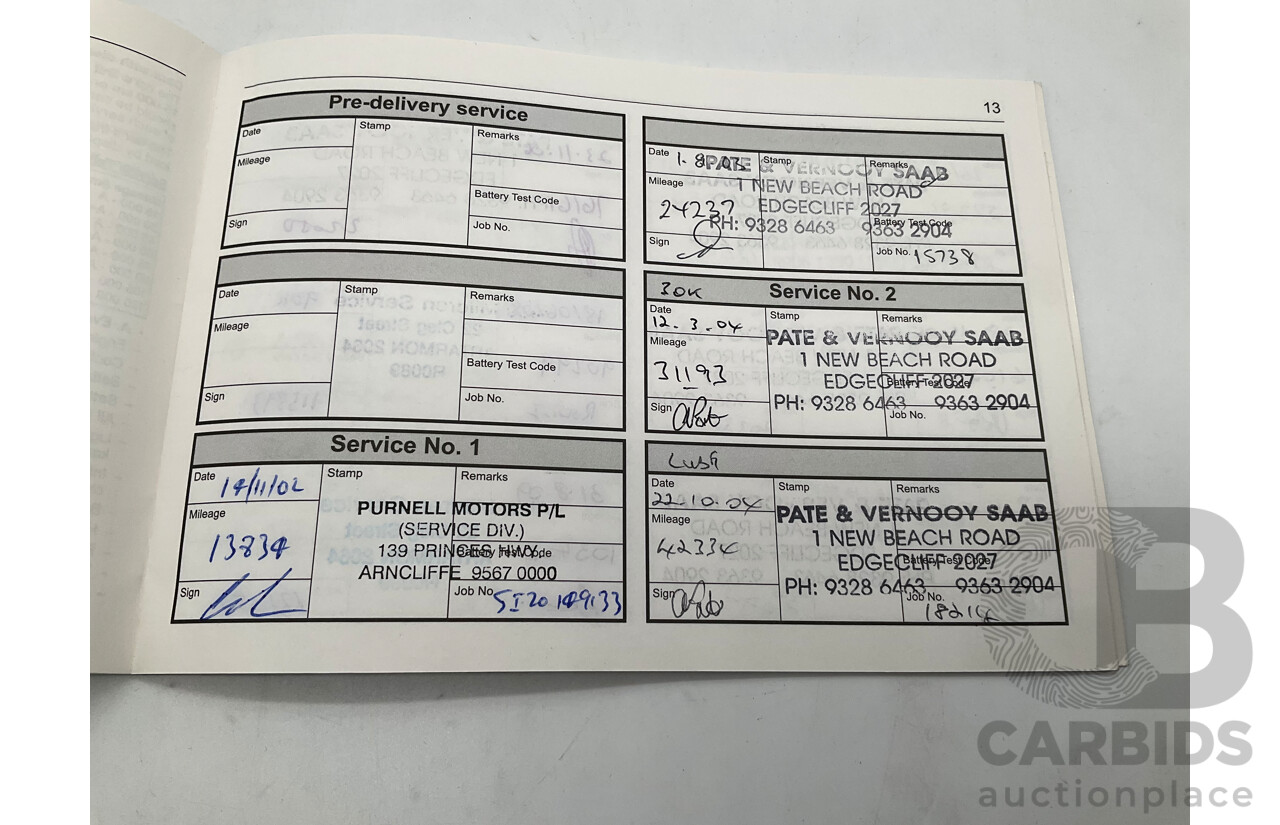 13
Pre-delivery service
Date
Stamp
Remarks
Mileage
Battery Test Code
Sign
Job No.
Date
Stamp
Remarks
Mileage
Battery Test Code
Sign
Job No.
Service No. 1
Date 14/11/02
Stamp
Remarks
Mileage
13834
PURNELL MOTORS P/L
(SERVICE DIV.)
139 PRINCES HWY,
Battery Test Code
ARNCLIFFE 9567 0000
Sign
Job No.
Date 1.8.03
Stamp
Remarks
PATE & VERNOOY SAAB
Mileage
1 NEW BEACH ROAD
24237
EDGECLIFF 2027
Battery Test Code
PH: 9328 6463 9363 2904
Sign
Job No. 15738
30K
Service No. 2
Date
12.3.04
Stamp
Remarks
PATE & VERNOOY SAAB
Mileage
1 NEW BEACH ROAD
31193
EDGECLIFF 2027
Battery Test Code
PH: 9328 6463 9363 2904
Sign
Job No.
Date
22.10.04
Stamp
Remarks
PATE & VERNOOY SAAB
Mileage
1 NEW BEACH ROAD
42334
EDGECLIFF 2027
Battery Test Code
PH: 9328 6463 9363 2904
Sign
Job No.
CB
CARBIDS
auctionplace